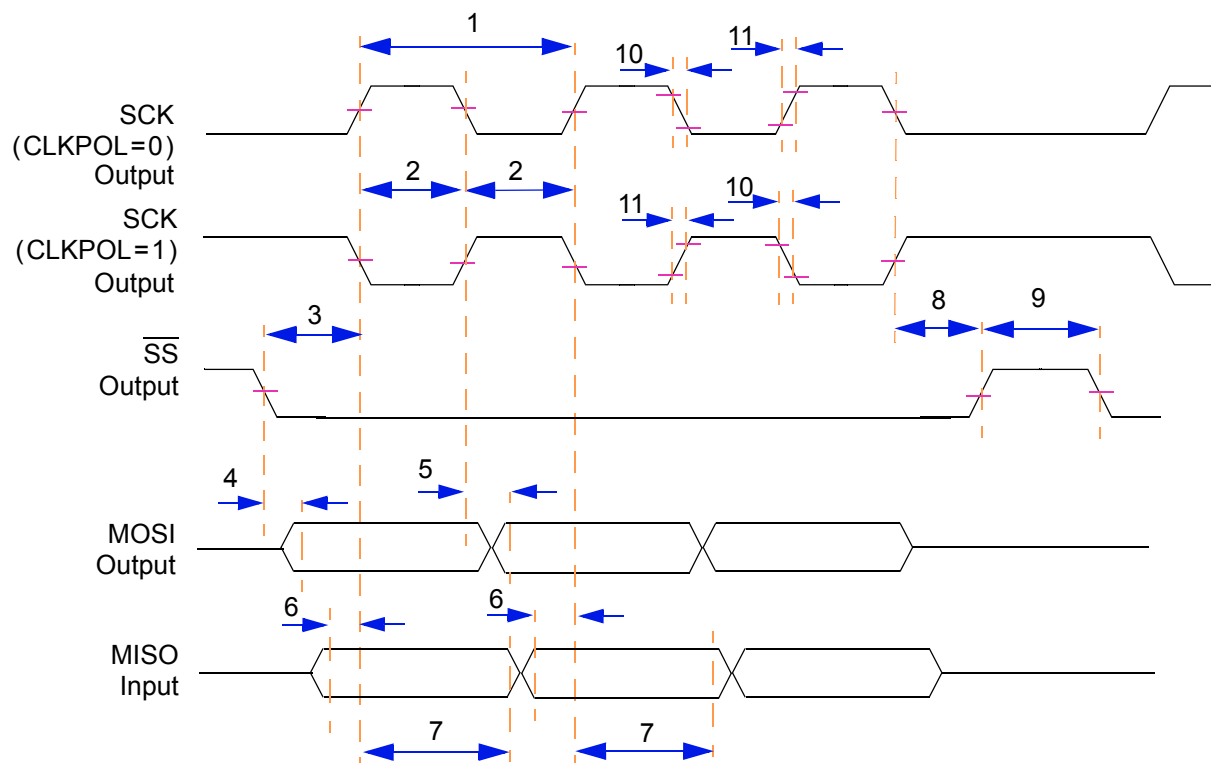 1
10
11
SCK
(CLKPOL=0)
Output
2
2
SCK
(CLKPOL=1)
Output
11
10
3
8
9
SS
Output
4
5
MOSI
Output
6
6
MISO
Input
7
7